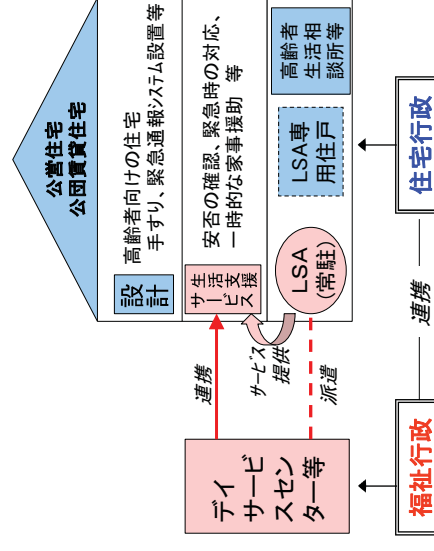 公営住宅
公団賃貸住宅
設
計
高齢者向けの住宅
手すり、緊急通報システム設置等
生活支援
サービス
安否の確認、緊急時の対応、
一時的な家事援助　等
LSA
(常駐)
LSA専
用住戸
高齢者
生活相
談所等
連携
サービス
提供
派遣
デイ
サービ
スセン
ター等
福祉行政
連携
住宅行政